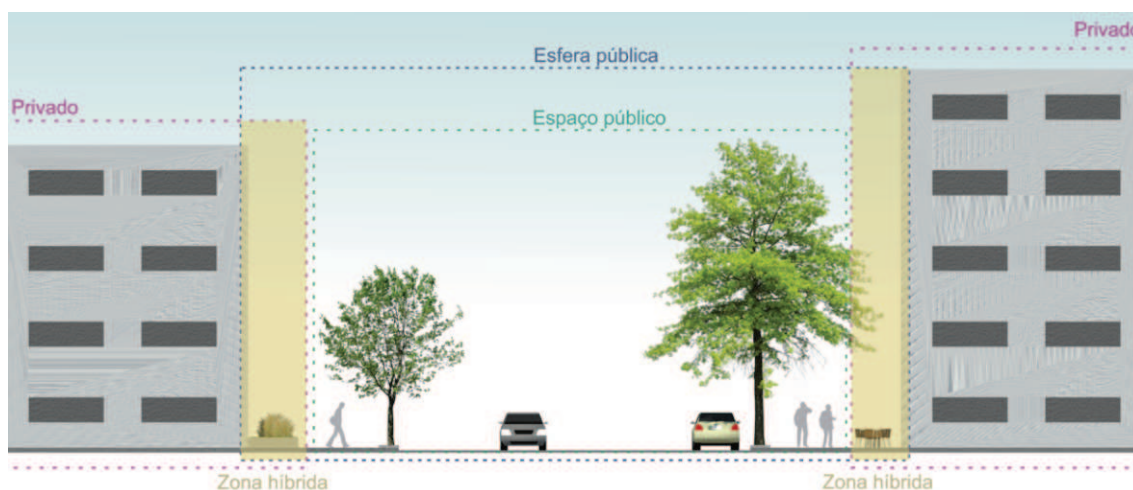 Privado
Esfera pública
Privado
Espaço público
Zona híbrida
Zona híbrida